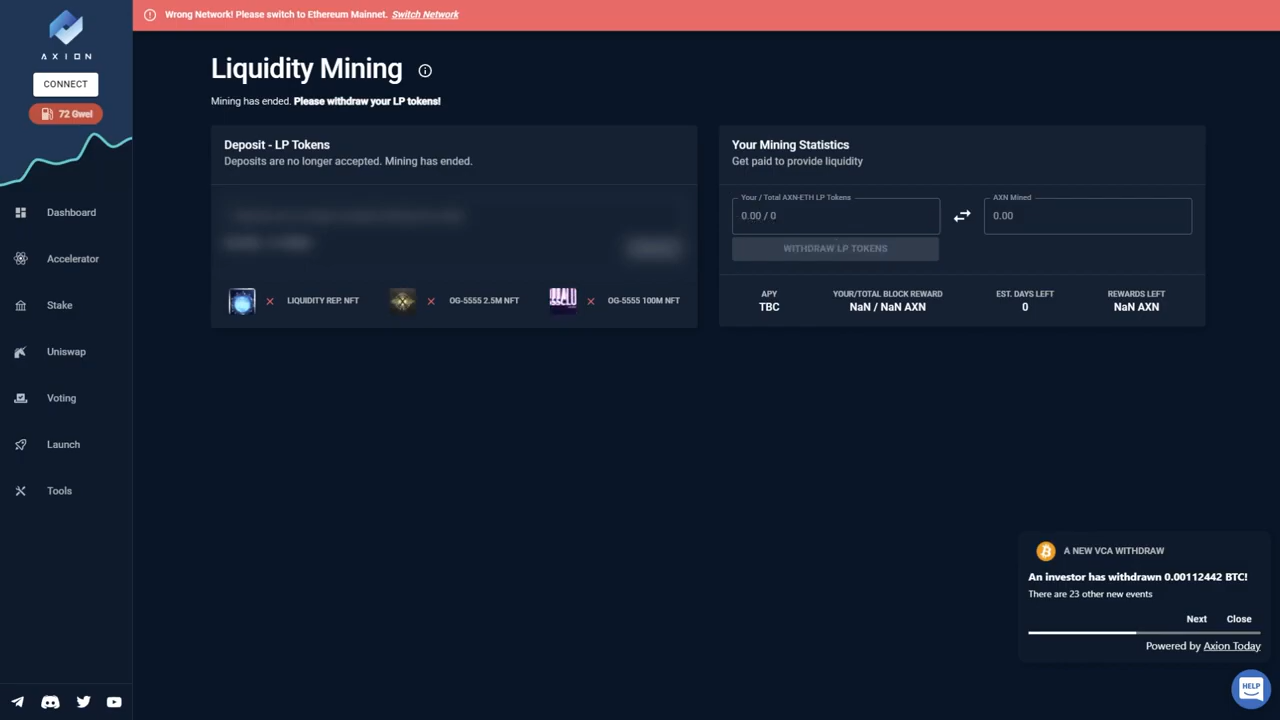 Wrong Network! Please switch to Ethereum Mainnet. Switch Network
AXION
CONNECT
72 Gwei
Dashboard
Accelerator
Stake
Uniswap
Voting
Launch
Tools
Liquidity Mining
Mining has ended. Please withdraw your LP tokens!
Deposit - LP Tokens
Deposits are no longer accepted. Mining has ended.
LIQUIDITY REP. NFT
OG-5555 2.5M NFT
OG-5555 100M NFT
Your Mining Statistics
Get paid to provide liquidity
Your / Total AXN-ETH LP Tokens
0.00 / 0
AXN Mined
0.00
WITHDRAW LP TOKENS
APY
TBC
YOUR/TOTAL BLOCK REWARD
NaN / NaN AXN
EST. DAYS LEFT
0
REWARDS LEFT
NaN AXN
A NEW VCA WITHDRAW
An investor has withdrawn 0.00112442 BTC!
There are 23 other new events
Next Close
Powered by Axion Today
HELP